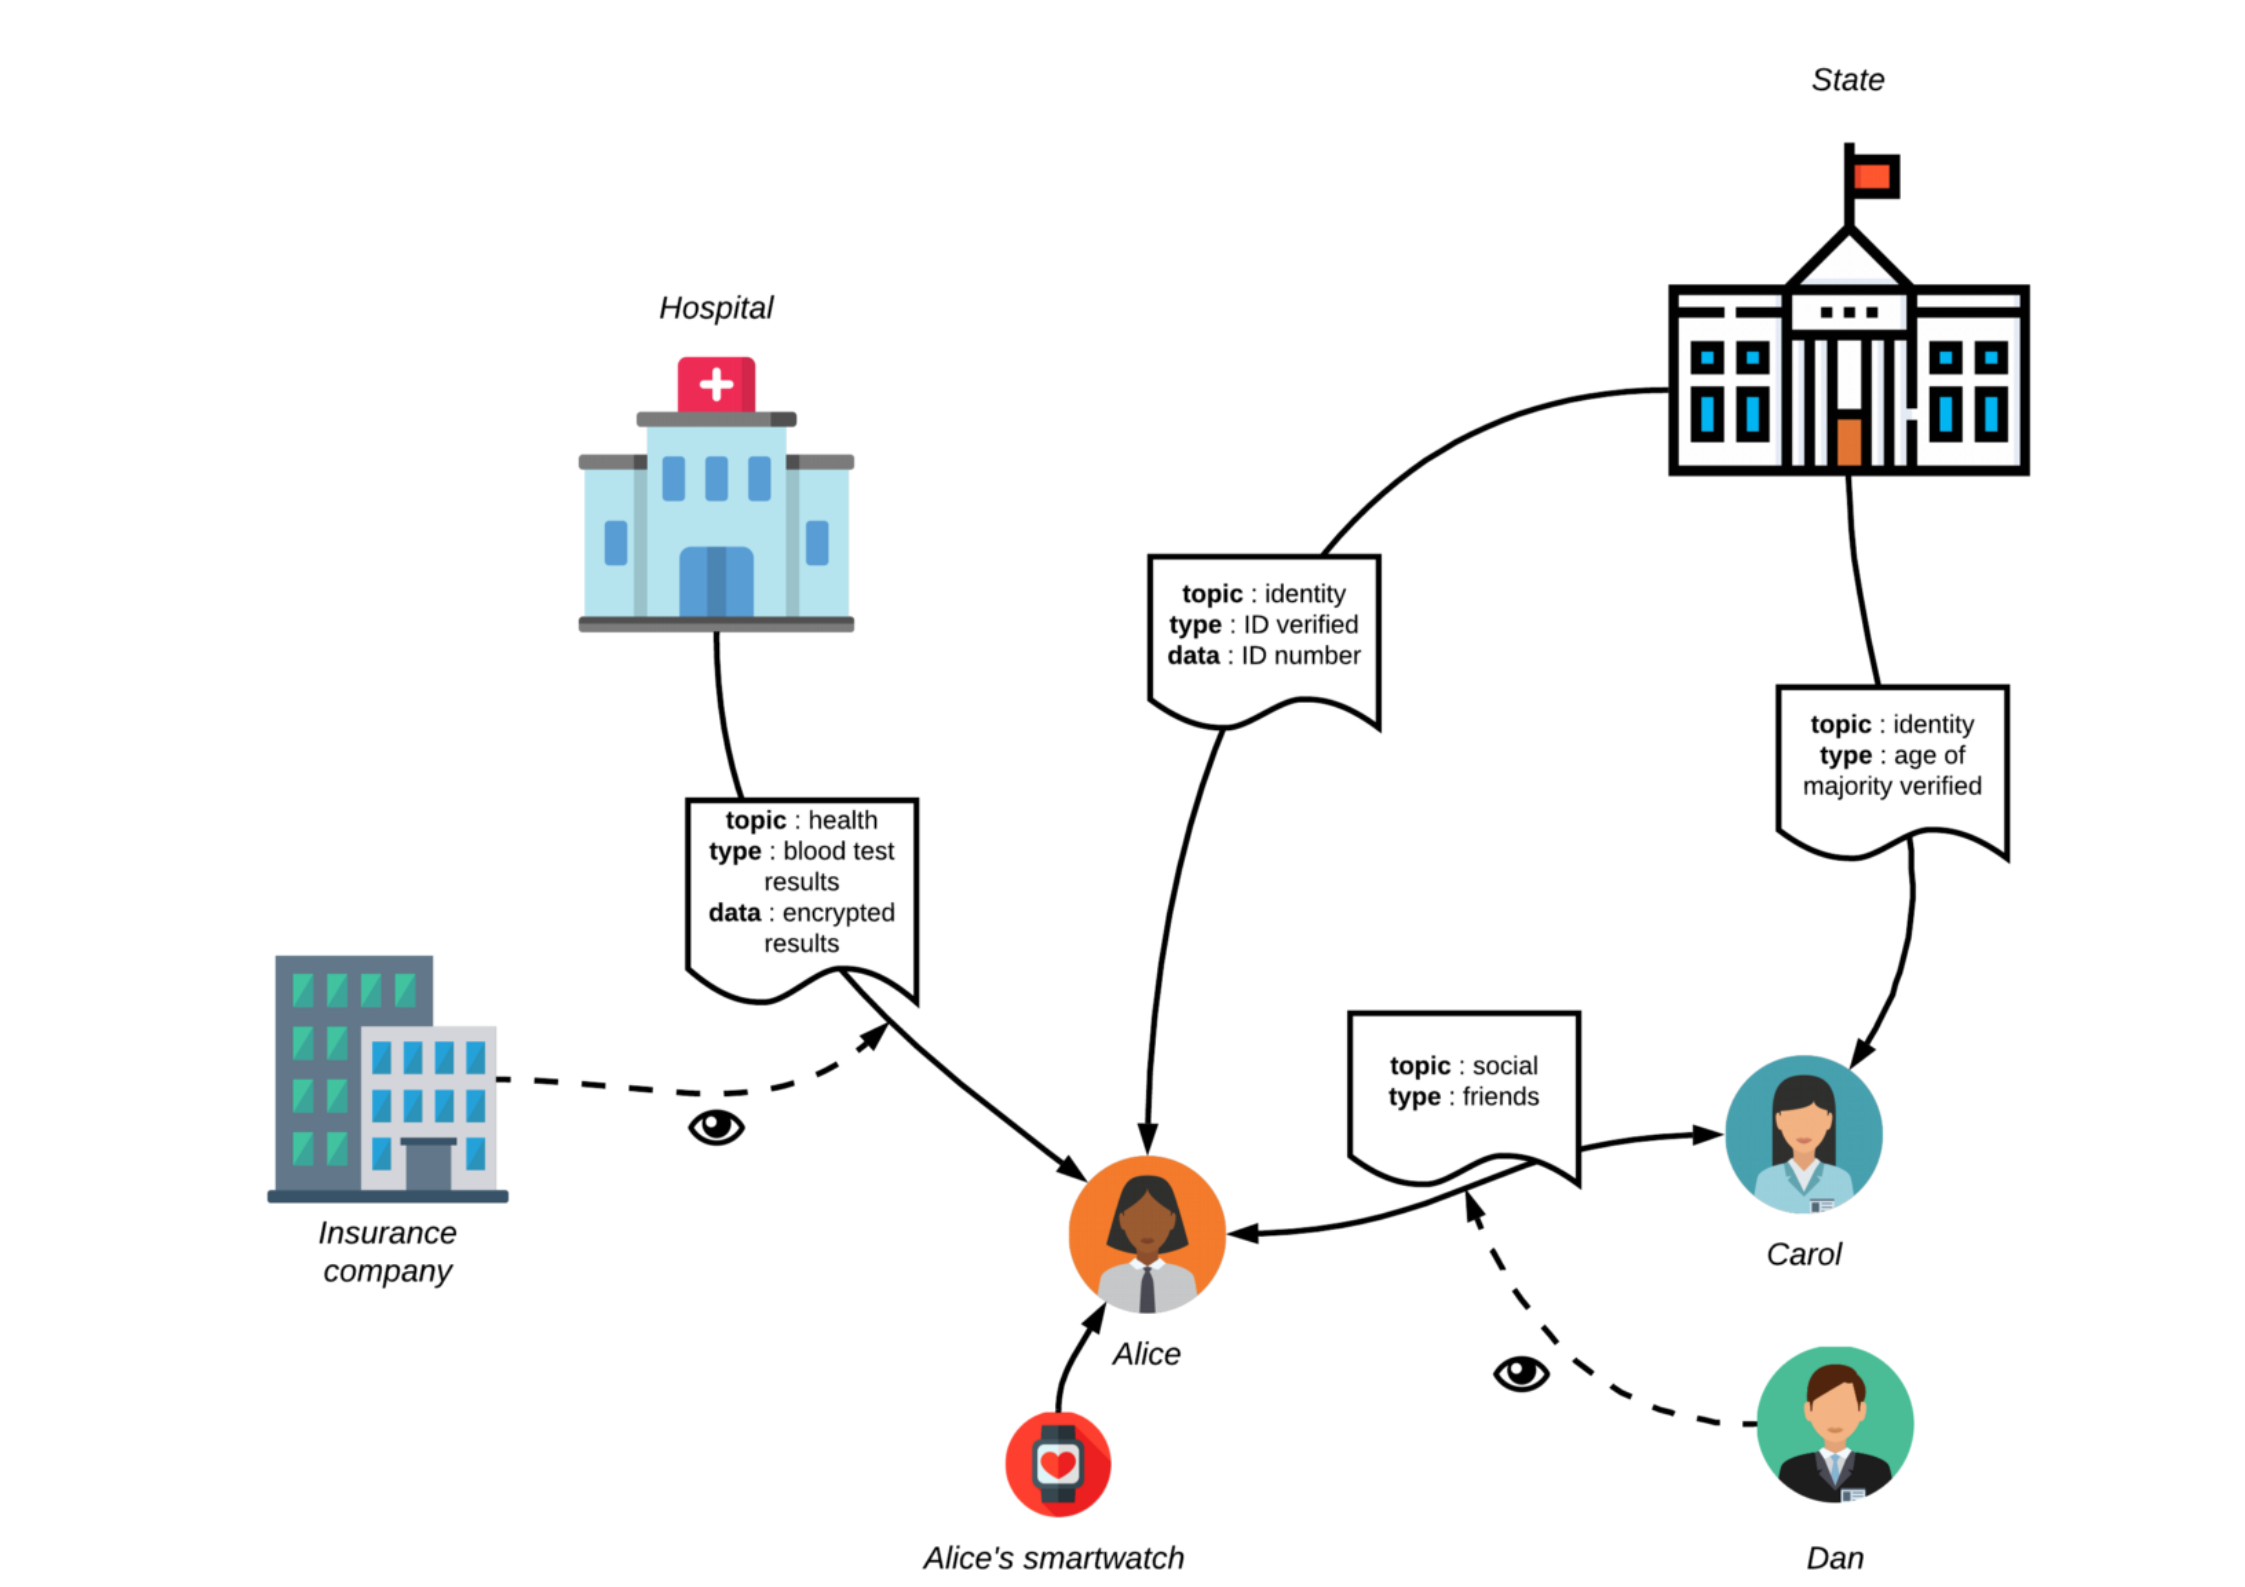 State
Hospital
topic : identity
type : ID verified
data : ID number
topic : identity
type : age of
majority verified
topic : health
type : blood test
results
data : encrypted
results
topic : social
type : friends
Insurance
company
Carol
Alice
Alice's smartwatch
Dan